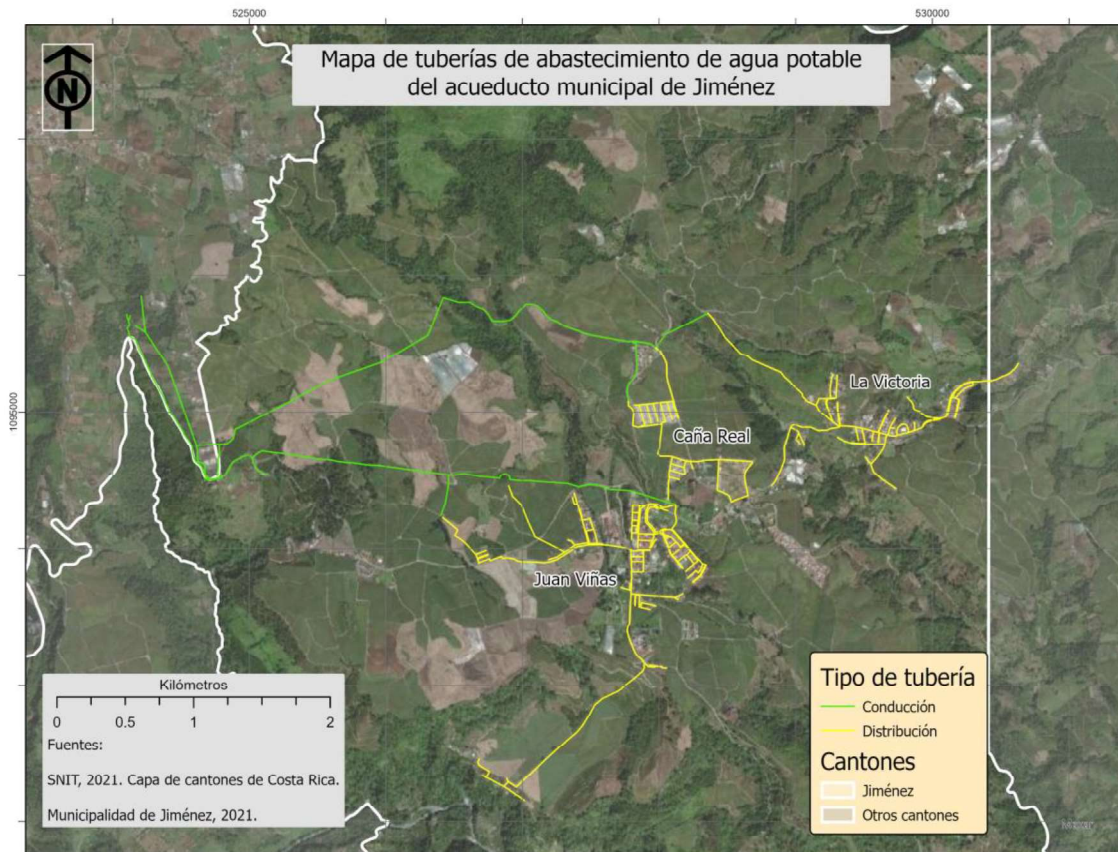 525000
530000
N
Mapa de tuberías de abastecimiento de agua potable
del acueducto municipal de Jiménez
1095000
La Victoria
Caña Real
Juan Viñas
Kilómetros
0 0.5 1 2
Fuentes:
SNIT, 2021. Capa de cantones de Costa Rica.
Municipalidad de Jiménez, 2021.
Tipo de tubería
Conducción
Distribución
Cantones
Jiménez
Otros cantones